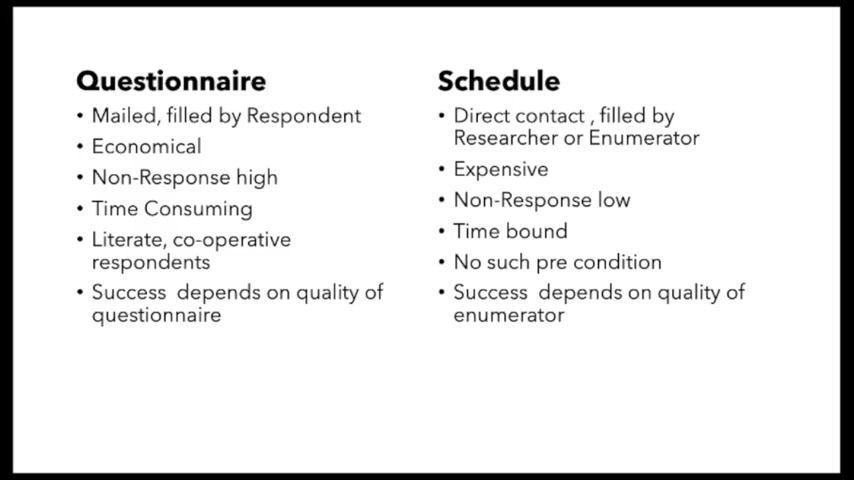 Questionnaire
• Mailed, filled by Respondent
• Economical
• Non-Response high
• Time Consuming
• Literate, co-operative
respondents
• Success  depends on quality of
questionnaire
Schedule
• Direct contact , filled by
Researcher or Enumerator
• Expensive
• Non-Response low
• Time bound
• No such pre condition
• Success  depends on quality of
enumerator